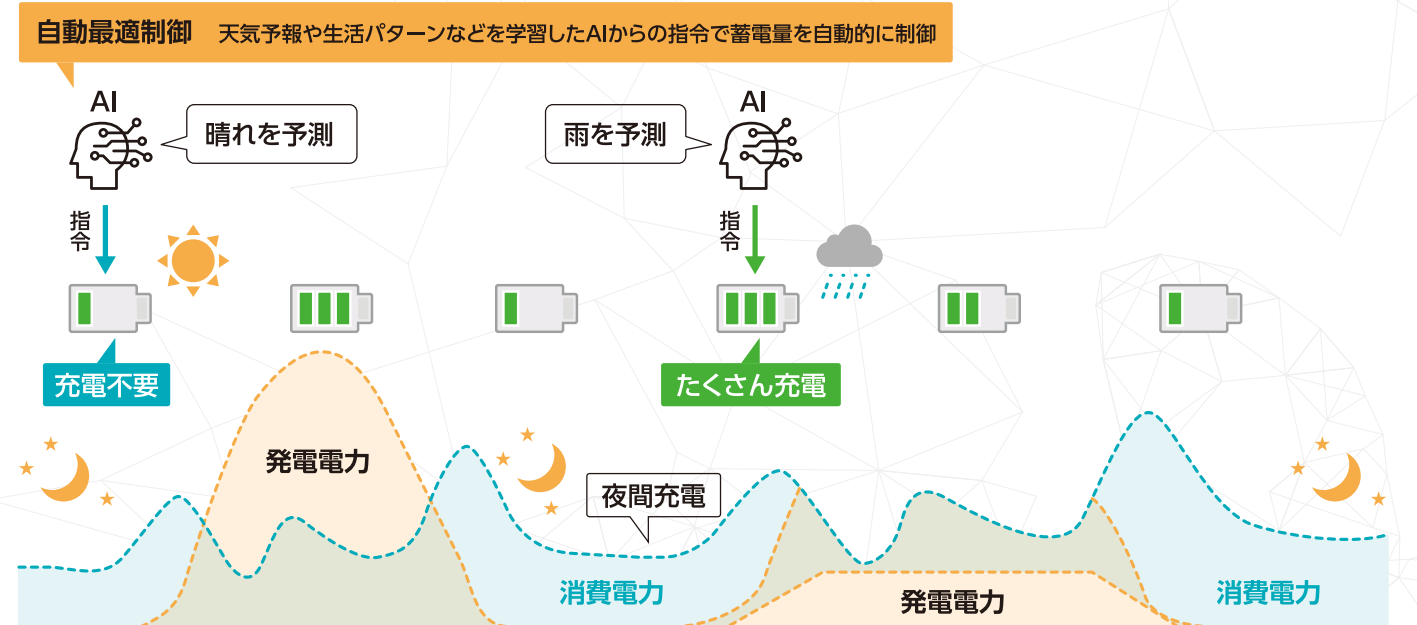 自動最適制御 天気予報や生活パターンなどを学習したAIからの指令で蓄電量を自動的に制御
AI
晴れを予測
雨を予測
AI
指令
指令
充電不要
たくさん充電
発電電力
夜間充電
消費電力
発電電力
消費電力